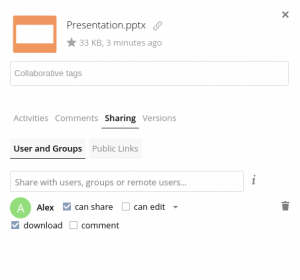 Presentation.pptx
33 KB, 3 minutes ago
Collaborative tags
Activities Comments Sharing Versions
User and Groups Public Links
Share with users, groups or remote users...
i
A Alex can share can edit
download comment